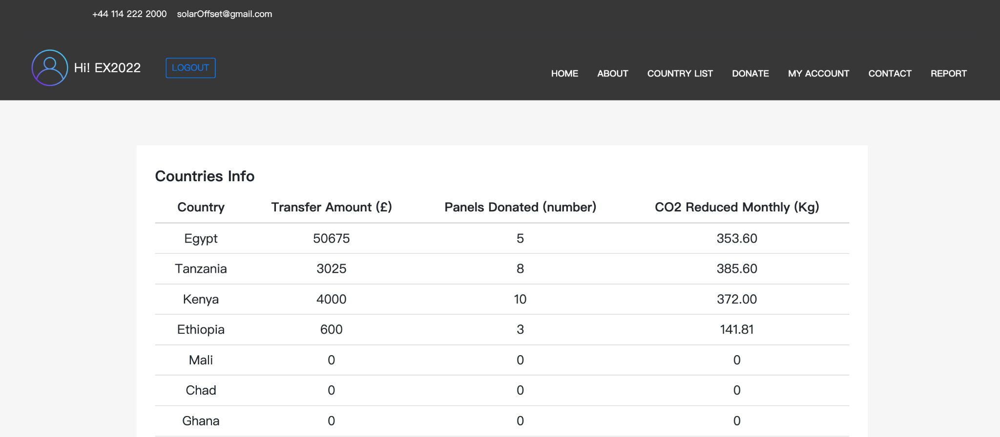 +44 114 222 2000 solarOffset@gmail.com
Hi! EX2022 LOGOUT
HOME ABOUT COUNTRY LIST DONATE MY ACCOUNT CONTACT REPORT
Countries Info
Country Transfer Amount (£) Panels Donated (number) CO2 Reduced Monthly (Kg)
Egypt 50675 5 353.60
Tanzania 3025 8 385.60
Kenya 4000 10 372.00
Ethiopia 600 3 141.81
Mali 0 0 0
Chad 0 0 0
Ghana 0 0 0